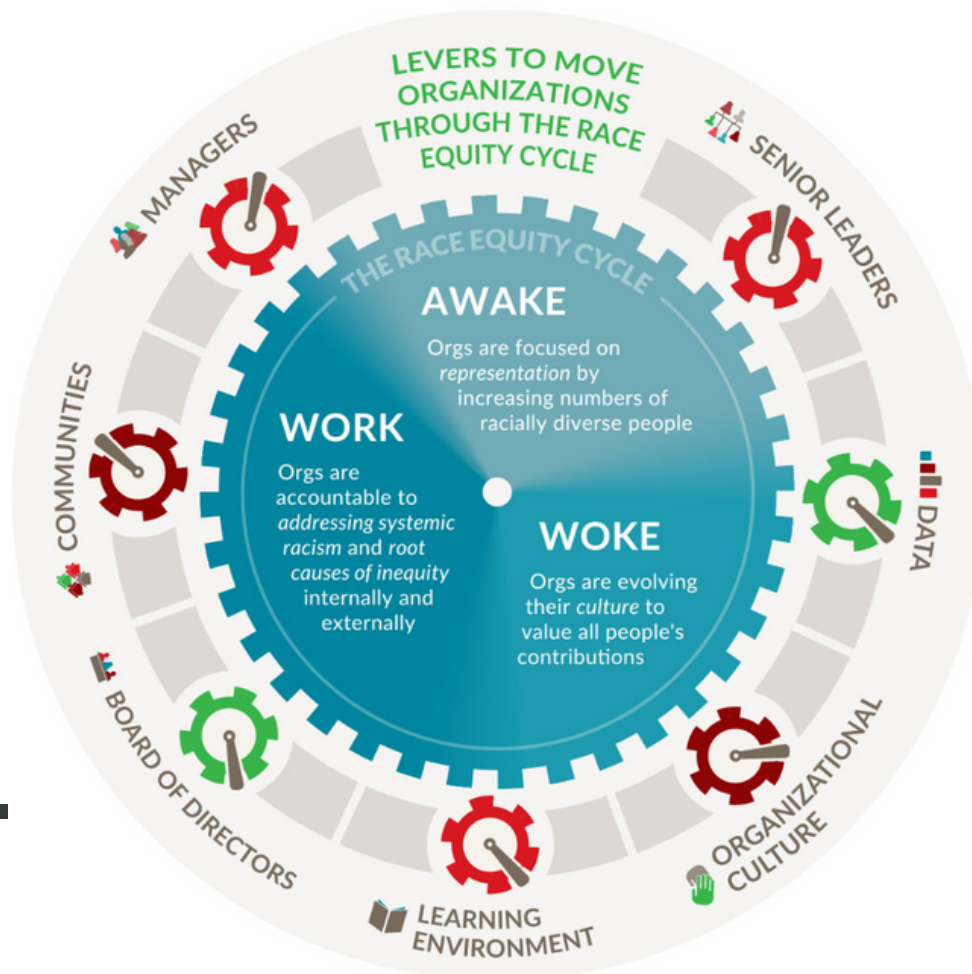 LEVERS TO MOVE
ORGANIZATIONS
THROUGH THE RACE
EQUITY CYCLE
SENIOR LEADERS
DATA
ORGANIZATIONAL
CULTURE
LEARNING
ENVIRONMENT
BOARD OF DIRECTORS
COMMUNITIES
MANAGERS
THE RACE EQUITY CYCLE
AWAKE
Orgs are focused on
representation by
increasing numbers of
racially diverse people
WOKE
Orgs are evolving
their culture to
value all people's
contributions
WORK
Orgs are
accountable to
addressing systemic
racism and root
causes of inequity
internally and
externally